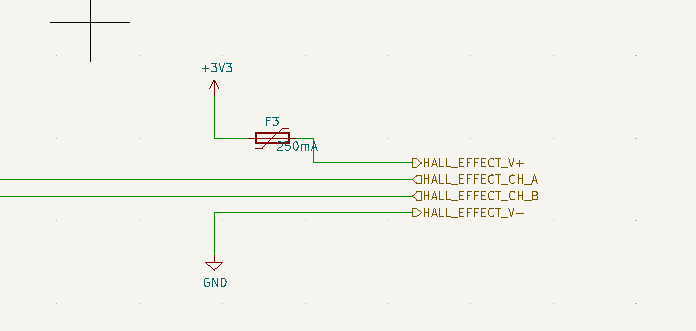 +3V3
F3
250mA
HALL_EFFECT_V+
HALL_EFFECT_CH_A
HALL_EFFECT_CH_B
HALL_EFFECT_V-
GND